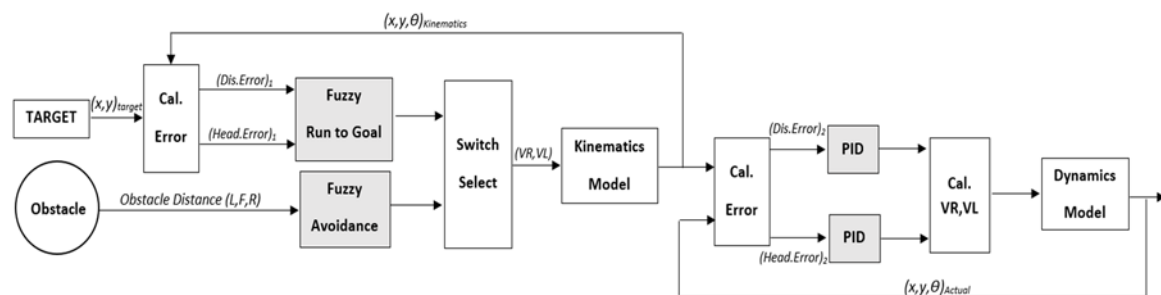 (x,y,θ)Kinematics
TARGET
(x,y)target
Cal.
Error
(Dis.Error)1
(Head.Error)1
Fuzzy
Run to Goal
Obstacle
Obstacle Distance (L,F,R)
Fuzzy
Avoidance
Switch
Select
(VR,VL)
Kinematics
Model
Cal.
Error
(Dis.Error)2
PID
(Head.Error)2
PID
Cal.
VR,VL
Dynamics
Model
(x,y,θ)Actual